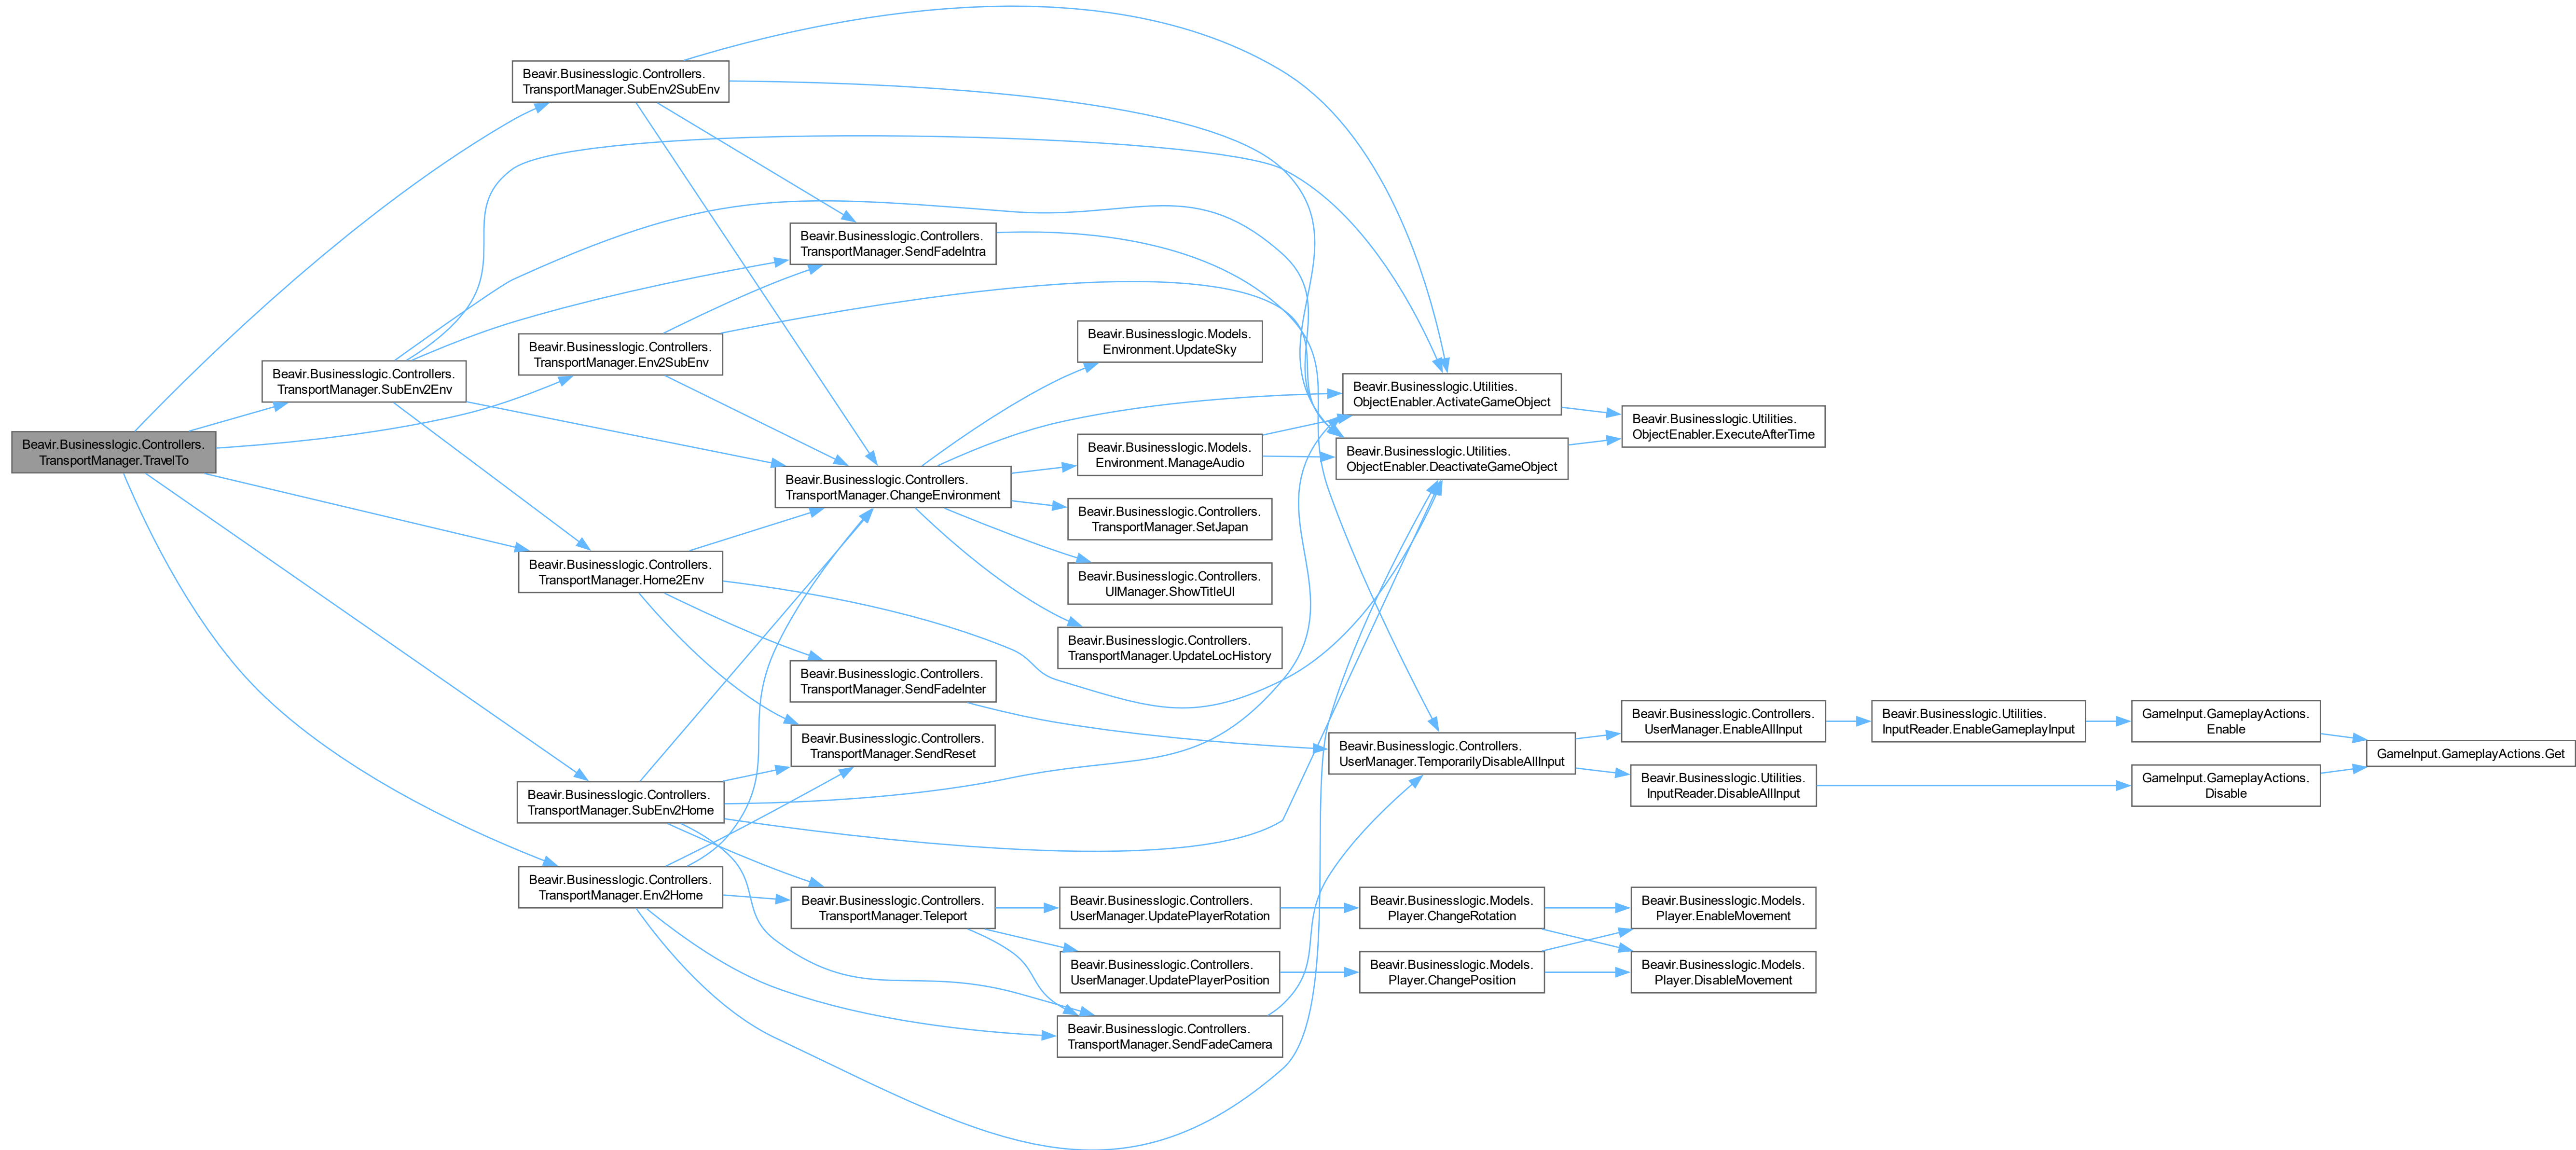 Beavir.Businesslogic.Controllers.
TransportManager.TravelTo
Beavir.Businesslogic.Controllers.
TransportManager.SubEnv2Env
Beavir.Businesslogic.Controllers.
TransportManager.SubEnv2SubEnv
Beavir.Businesslogic.Controllers.
TransportManager.Env2SubEnv
Beavir.Businesslogic.Controllers.
TransportManager.Home2Env
Beavir.Businesslogic.Controllers.
TransportManager.SubEnv2Home
Beavir.Businesslogic.Controllers.
TransportManager.Env2Home
Beavir.Businesslogic.Controllers.
TransportManager.SendFadeIntra
Beavir.Businesslogic.Controllers.
TransportManager.ChangeEnvironment
Beavir.Businesslogic.Controllers.
TransportManager.SendFadeInter
Beavir.Businesslogic.Controllers.
TransportManager.SendReset
Beavir.Businesslogic.Controllers.
TransportManager.Teleport
Beavir.Businesslogic.Models.
Environment.UpdateSky
Beavir.Businesslogic.Models.
Environment.ManageAudio
Beavir.Businesslogic.Controllers.
TransportManager.SetJapan
Beavir.Businesslogic.Controllers.
UIManager.ShowTitleUI
Beavir.Businesslogic.Controllers.
TransportManager.UpdateLocHistory
Beavir.Businesslogic.Controllers.
UserManager.UpdatePlayerRotation
Beavir.Businesslogic.Controllers.
UserManager.UpdatePlayerPosition
Beavir.Businesslogic.Controllers.
TransportManager.SendFadeCamera
Beavir.Businesslogic.Utilities.
ObjectEnabler.ActivateGameObject
Beavir.Businesslogic.Utilities.
ObjectEnabler.DeactivateGameObject
Beavir.Businesslogic.Controllers.
UserManager.TemporarilyDisableAllInput
Beavir.Businesslogic.Models.
Player.ChangeRotation
Beavir.Businesslogic.Models.
Player.ChangePosition
Beavir.Businesslogic.Utilities.
ObjectEnabler.ExecuteAfterTime
Beavir.Businesslogic.Controllers.
UserManager.EnableAllInput
Beavir.Businesslogic.Utilities.
InputReader.DisableAllInput
Beavir.Businesslogic.Models.
Player.EnableMovement
Beavir.Businesslogic.Models.
Player.DisableMovement
Beavir.Businesslogic.Utilities.
InputReader.EnableGameplayInput
GameInput.GameplayActions.
Enable
GameInput.GameplayActions.
Disable
GameInput.GameplayActions.Get